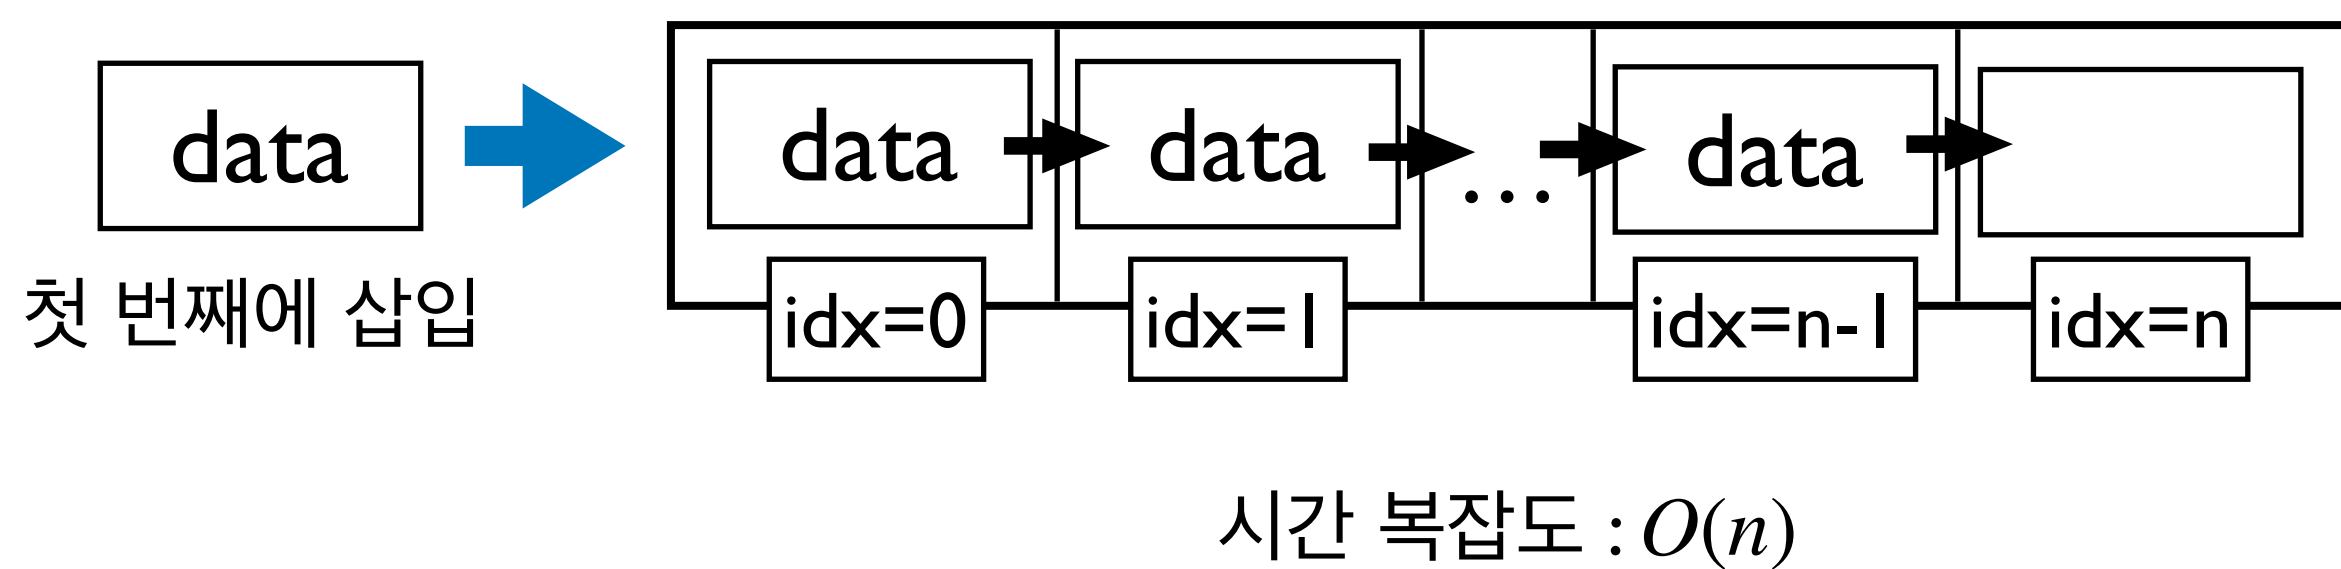 data data data ... data
첫 번째에 삽입
idx=0 idx=1 idx=n-1 idx=n
시간 복잡도 : O(n)